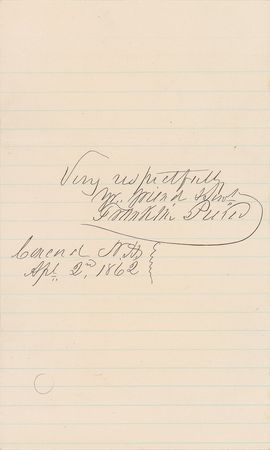 Very respectfully
Yr. friend & svt
Franklin Pierce
Concord N.H.
Apl. 2nd, 1862